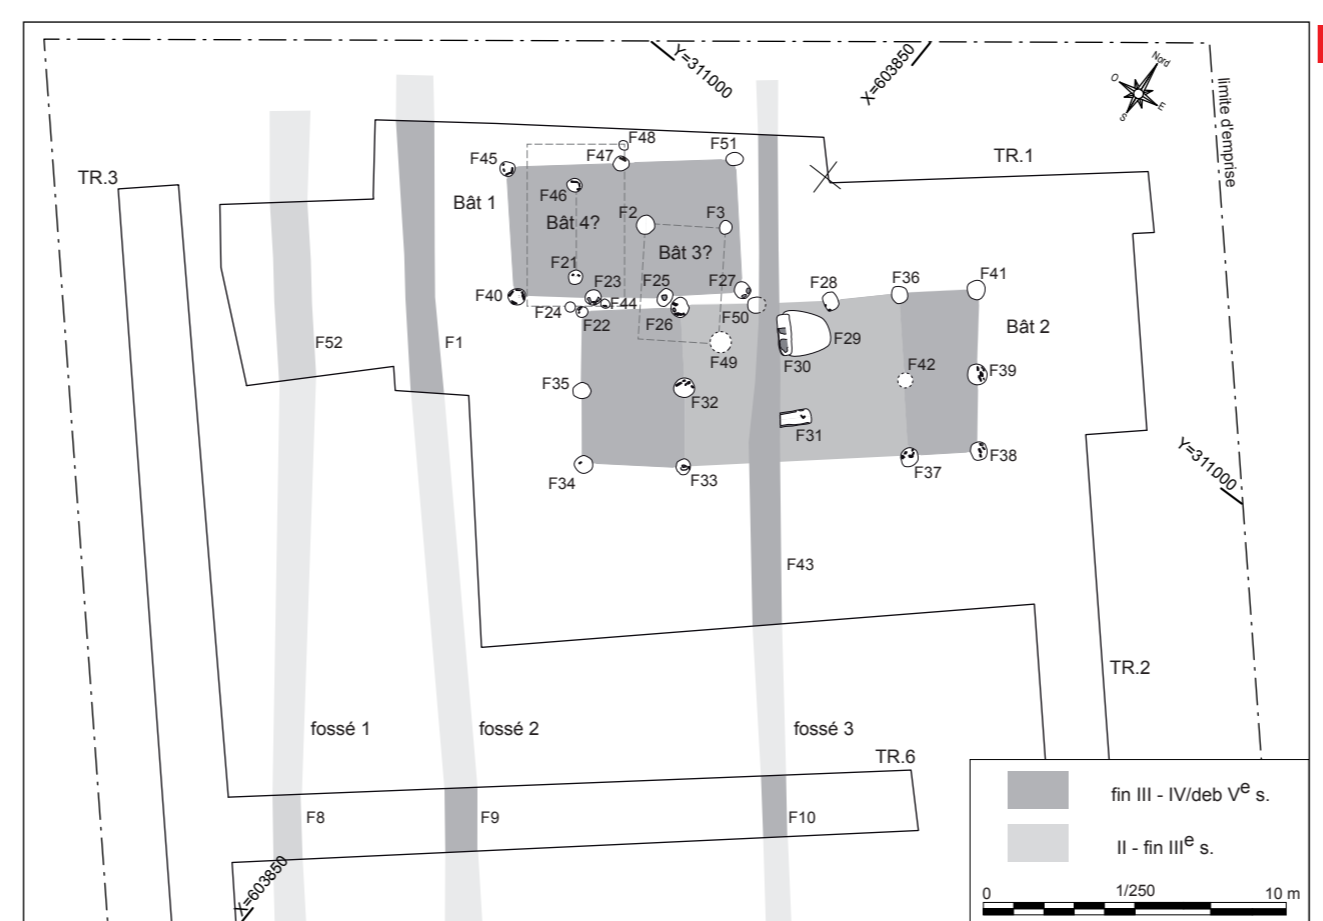 Y=311000
X=603850
Nord
O
E
S
limite d'emprise
TR.3
TR.1
F48
F45
F47
F51
F46
Bât 1
F2
F3
Bât 4?
Bât 3?
F21
F40
F23
F25
F27
F28
F36
F41
F24
F44
F22
F26
F50
Bât 2
F52
F1
F49
F29
F30
F42
F39
F35
F32
F31
F34
F33
F37
F38
Y=311000
F43
TR.2
fossé 1
fossé 2
fossé 3
TR.6
F8
F9
F10
X=603850
fin III - IV/deb Ve s.
II - fin IIIe s.
0 1/250 10 m